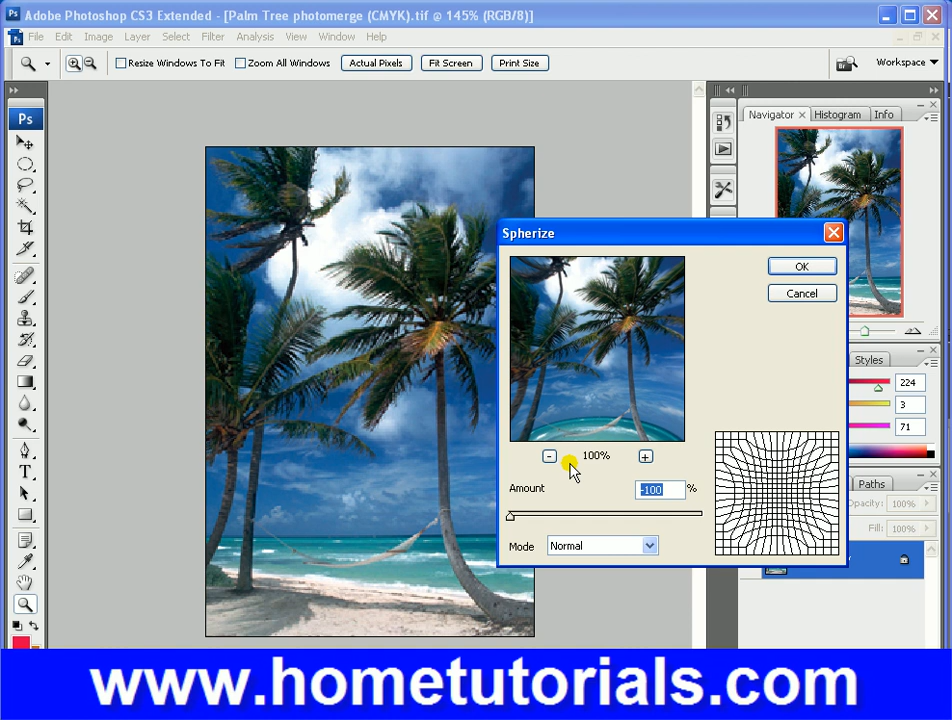 Adobe Photoshop CS3 Extended - [Palm Tree photomerge (CMYK).tif @ 145% (RGB/8)]
File Edit Image Layer Select Filter Analysis View Window Help
Resize Windows To Fit Zoom All Windows Actual Pixels Fit Screen Print Size Workspace
Ps
Navigator Histogram Info
Spherize
OK
Cancel
Styles
224
3
71
100%
Amount -100 %
Mode Normal
Paths
Opacity: 100%
Fill: 100%
T
www.hometutorials.com